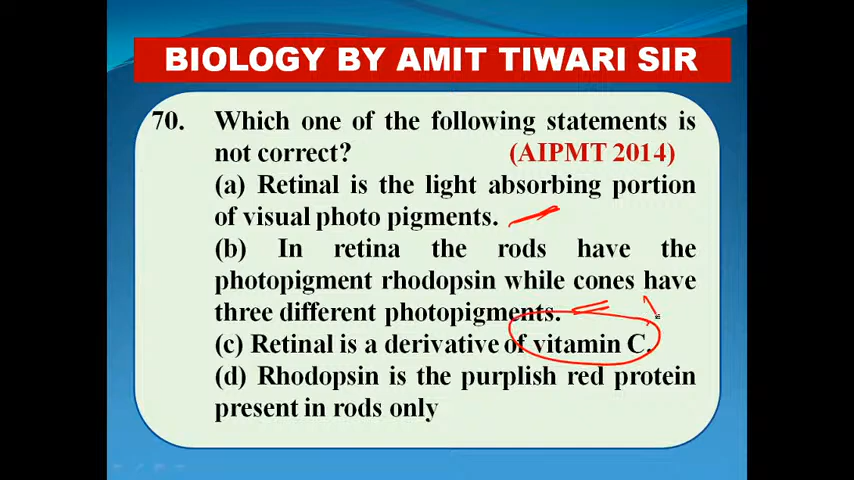 BIOLOGY BY AMIT TIWARI SIR
70. Which one of the following statements is
not correct? (AIPMT 2014)
(a) Retinal is the light absorbing portion
of visual photo pigments.
(b) In retina the rods have the
photopigment rhodopsin while cones have
three different photopigments.
(c) Retinal is a derivative of vitamin C.
(d) Rhodopsin is the purplish red protein
present in rods only